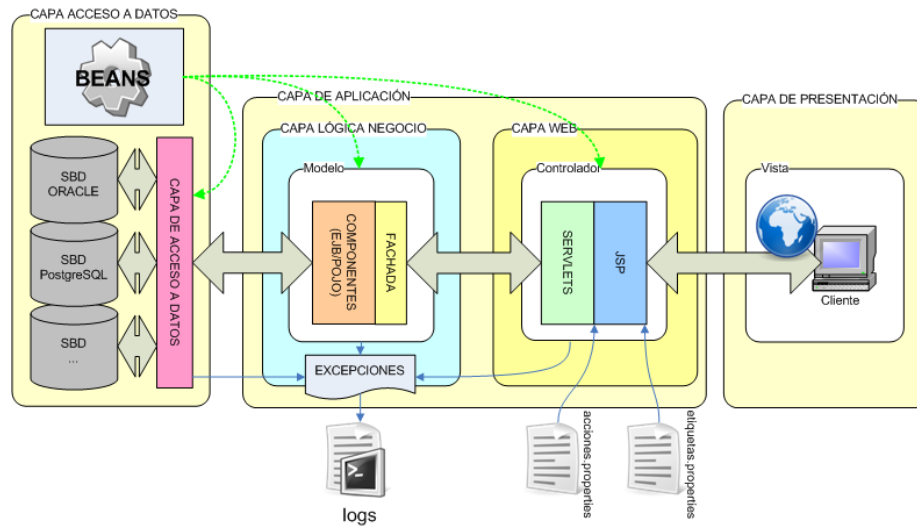 CAPA ACCESO A DATOS
BEANS
SBD
ORACLE
SBD
PostgreSQL
SBD
...
CAPA DE ACCESO A DATOS
CAPA DE APLICACIÓN
CAPA LÓGICA NEGOCIO
Modelo
COMPONENTES
(EJB/POJO)
FACHADA
EXCEPCIONES
logs
CAPA WEB
Controlador
SERVLETS
JSP
acciones.properties
etiquetas.properties
CAPA DE PRESENTACIÓN
Vista
Cliente